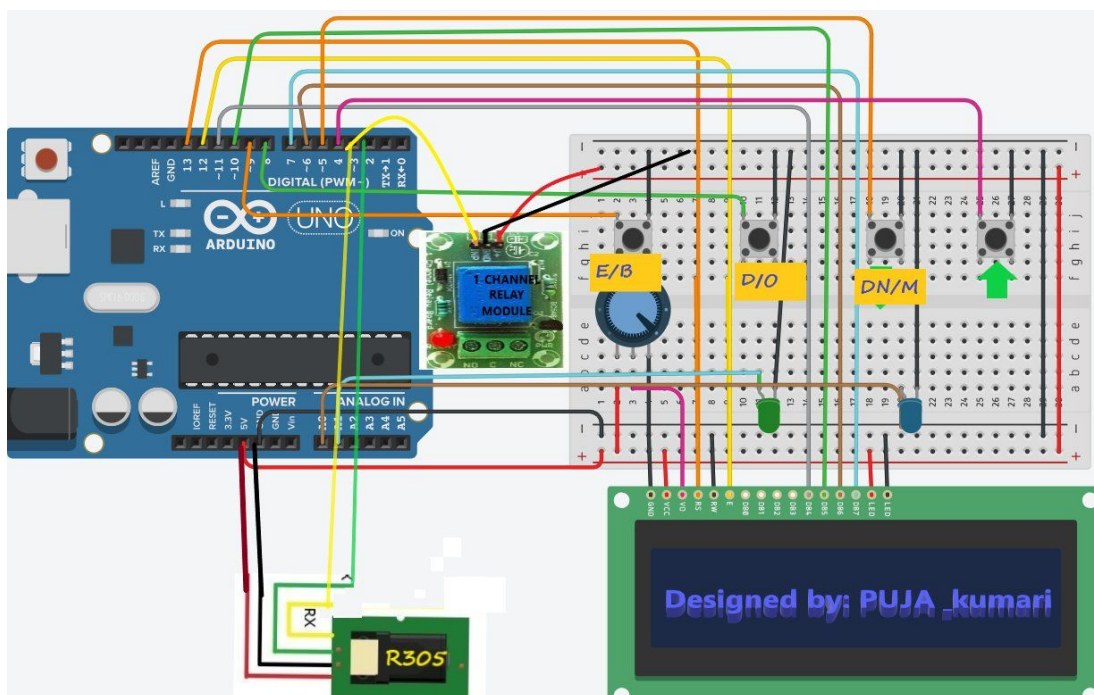 AREF
GND
13
12
~11
~10
~9
8
7
~6
~5
4
~3
2
TX→1
RX←0
DIGITAL (PWM~)
L
TX
RX
ARDUINO
UNO
ON
1 CHANNEL
RELAY
MODULE
NO C NC
IOREF
RESET
3.3V
5V
GND
GND
Vin
POWER
ANALOG IN
A0
A1
A2
A3
A4
A5
E/B
D/O
DN/M
RX
R305
GND
VCC
VO
RS
RW
E
DB0
DB1
DB2
DB3
DB4
DB5
DB6
DB7
LED
LED
Designed by: PUJA _kumari